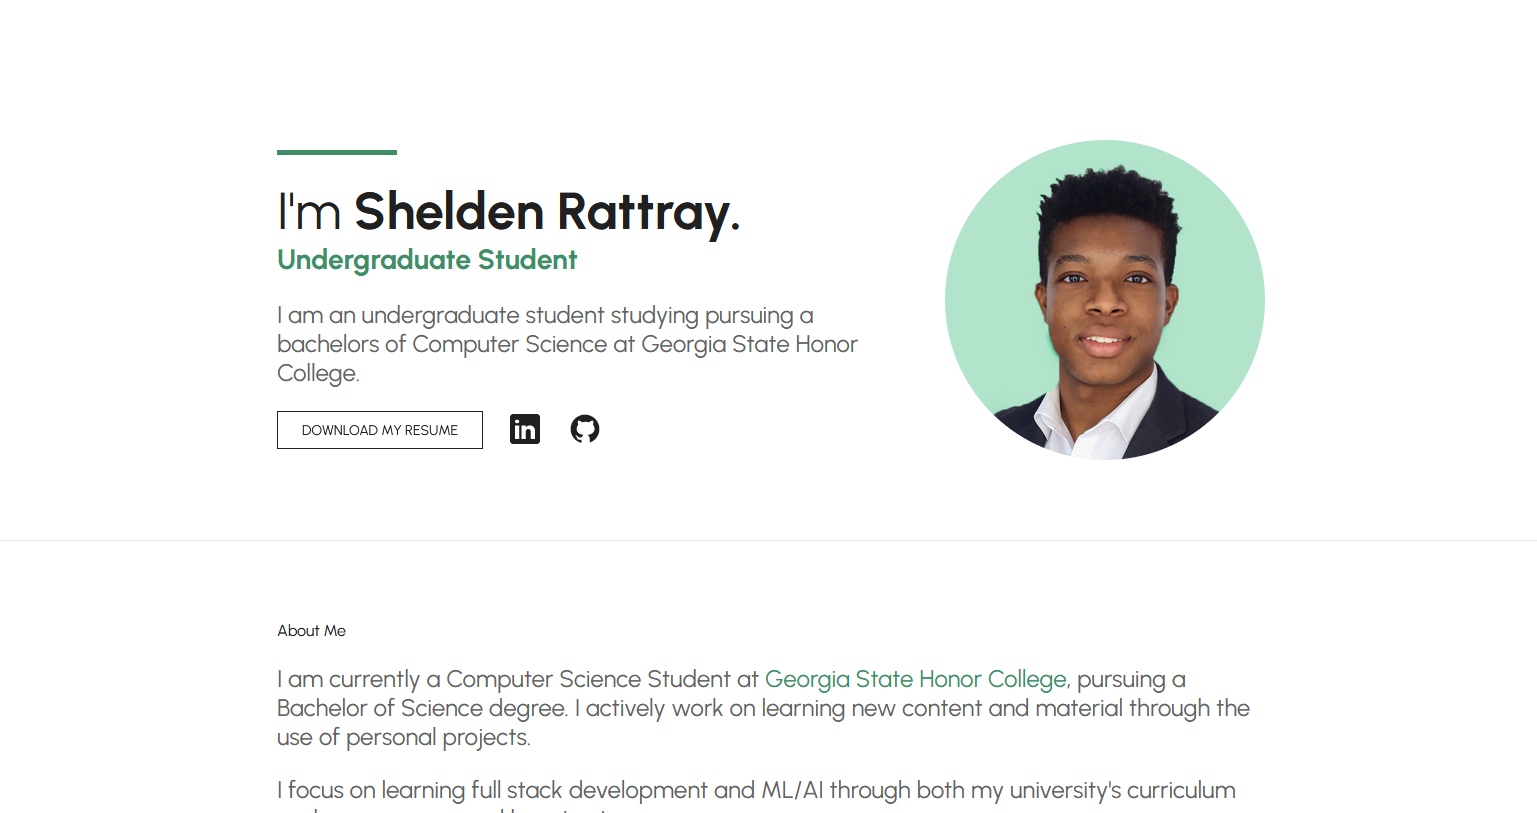 I'm Shelden Rattray.
Undergraduate Student
I am an undergraduate student studying pursuing a
bachelors of Computer Science at Georgia State Honor
College.
DOWNLOAD MY RESUME
in
About Me
I am currently a Computer Science Student at Georgia State Honor College, pursuing a
Bachelor of Science degree. I actively work on learning new content and material through the
use of personal projects.
I focus on learning full stack development and ML/AI through both my university's curriculum